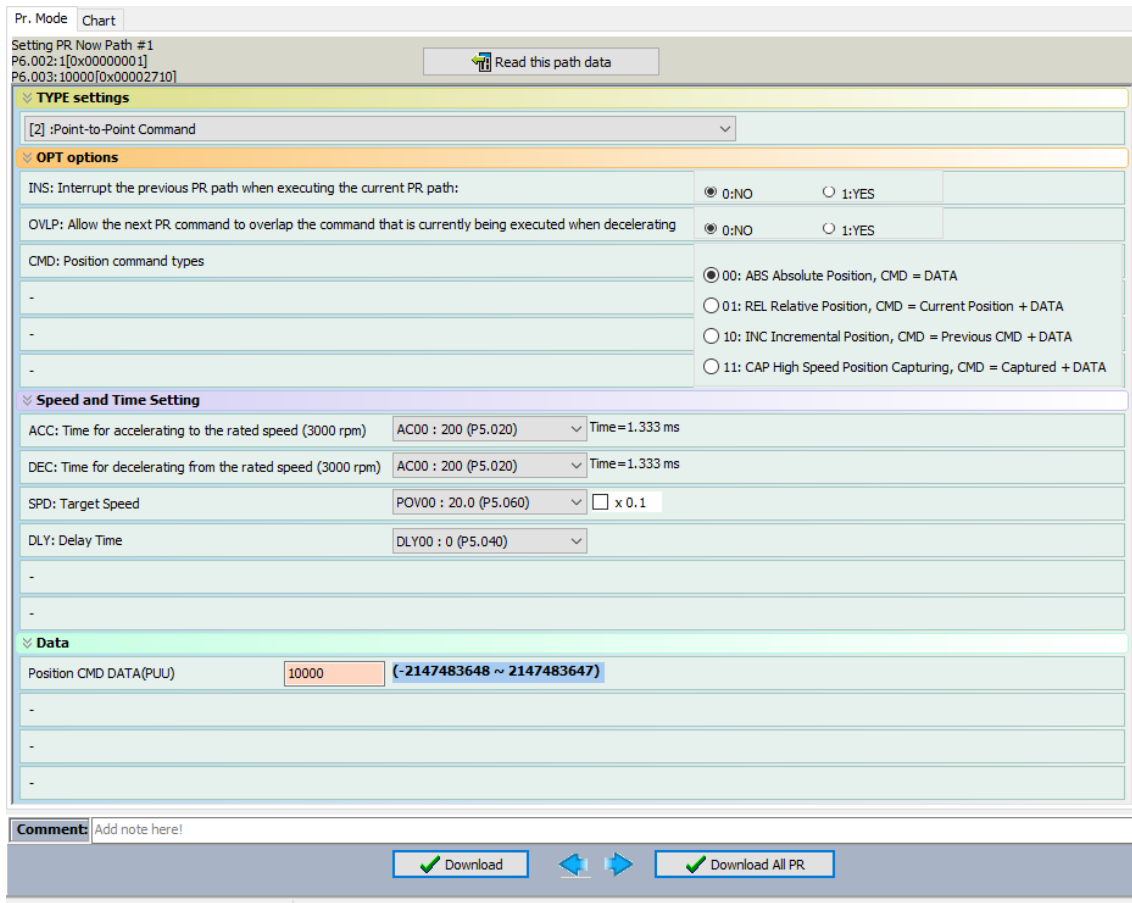 Pr. Mode Chart
Setting PR Now Path #1
P6.002:1[0x00000001]
P6.003:10000[0x00002710]
Read this path data
TYPE settings
[2] :Point-to-Point Command
OPT options
INS: Interrupt the previous PR path when executing the current PR path: 0:NO 1:YES
OVLP: Allow the next PR command to overlap the command that is currently being executed when decelerating 0:NO 1:YES
CMD: Position command types
00: ABS Absolute Position, CMD = DATA
-
01: REL Relative Position, CMD = Current Position + DATA
-
10: INC Incremental Position, CMD = Previous CMD + DATA
-
11: CAP High Speed Position Capturing, CMD = Captured + DATA
Speed and Time Setting
ACC: Time for accelerating to the rated speed (3000 rpm) AC00 : 200 (P5.020) Time=1.333 ms
DEC: Time for decelerating from the rated speed (3000 rpm) AC00 : 200 (P5.020) Time=1.333 ms
SPD: Target Speed POV00 : 20.0 (P5.060) x 0.1
DLY: Delay Time DLY00 : 0 (P5.040)
-
-
Data
Position CMD DATA(PUU) 10000 (-2147483648 ~ 2147483647)
-
-
-
Comment: Add note here!
Download Download All PR